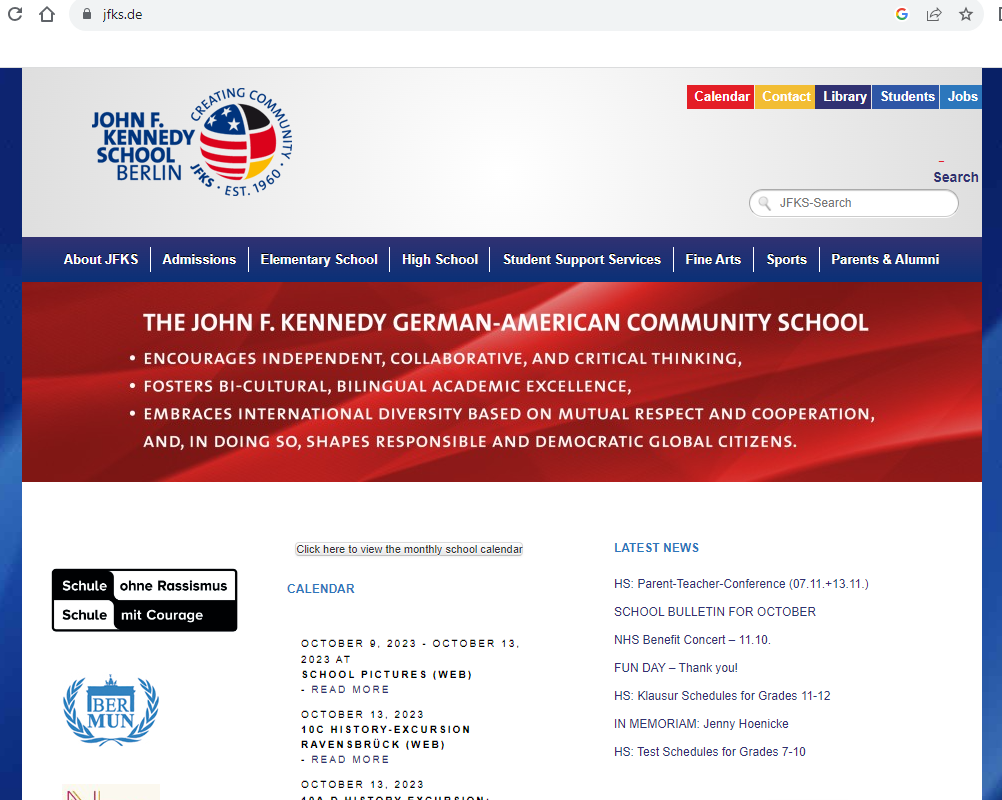 jfks.de
JOHN F.
KENNEDY
SCHOOL
BERLIN
CREATING COMMUNITY
JFKS · EST. 1960 ·
Calendar Contact Library Students Jobs
Search
JFKS-Search
About JFKS Admissions Elementary School High School Student Support Services Fine Arts Sports Parents & Alumni
THE JOHN F. KENNEDY GERMAN-AMERICAN COMMUNITY SCHOOL
• ENCOURAGES INDEPENDENT, COLLABORATIVE, AND CRITICAL THINKING,
• FOSTERS BI-CULTURAL, BILINGUAL ACADEMIC EXCELLENCE,
• EMBRACES INTERNATIONAL DIVERSITY BASED ON MUTUAL RESPECT AND COOPERATION,
AND, IN DOING SO, SHAPES RESPONSIBLE AND DEMOCRATIC GLOBAL CITIZENS.
Schule ohne Rassismus
Schule mit Courage
BER
MUN
Click here to view the monthly school calendar
CALENDAR
OCTOBER 9, 2023 - OCTOBER 13,
2023 AT
SCHOOL PICTURES (WEB)
- READ MORE
OCTOBER 13, 2023
10C HISTORY-EXCURSION
RAVENSBRÜCK (WEB)
- READ MORE
OCTOBER 13, 2023
10A,D HISTORY-EXCURSION:
LATEST NEWS
HS: Parent-Teacher-Conference (07.11.+13.11.)
SCHOOL BULLETIN FOR OCTOBER
NHS Benefit Concert – 11.10.
FUN DAY – Thank you!
HS: Klausur Schedules for Grades 11-12
IN MEMORIAM: Jenny Hoenicke
HS: Test Schedules for Grades 7-10